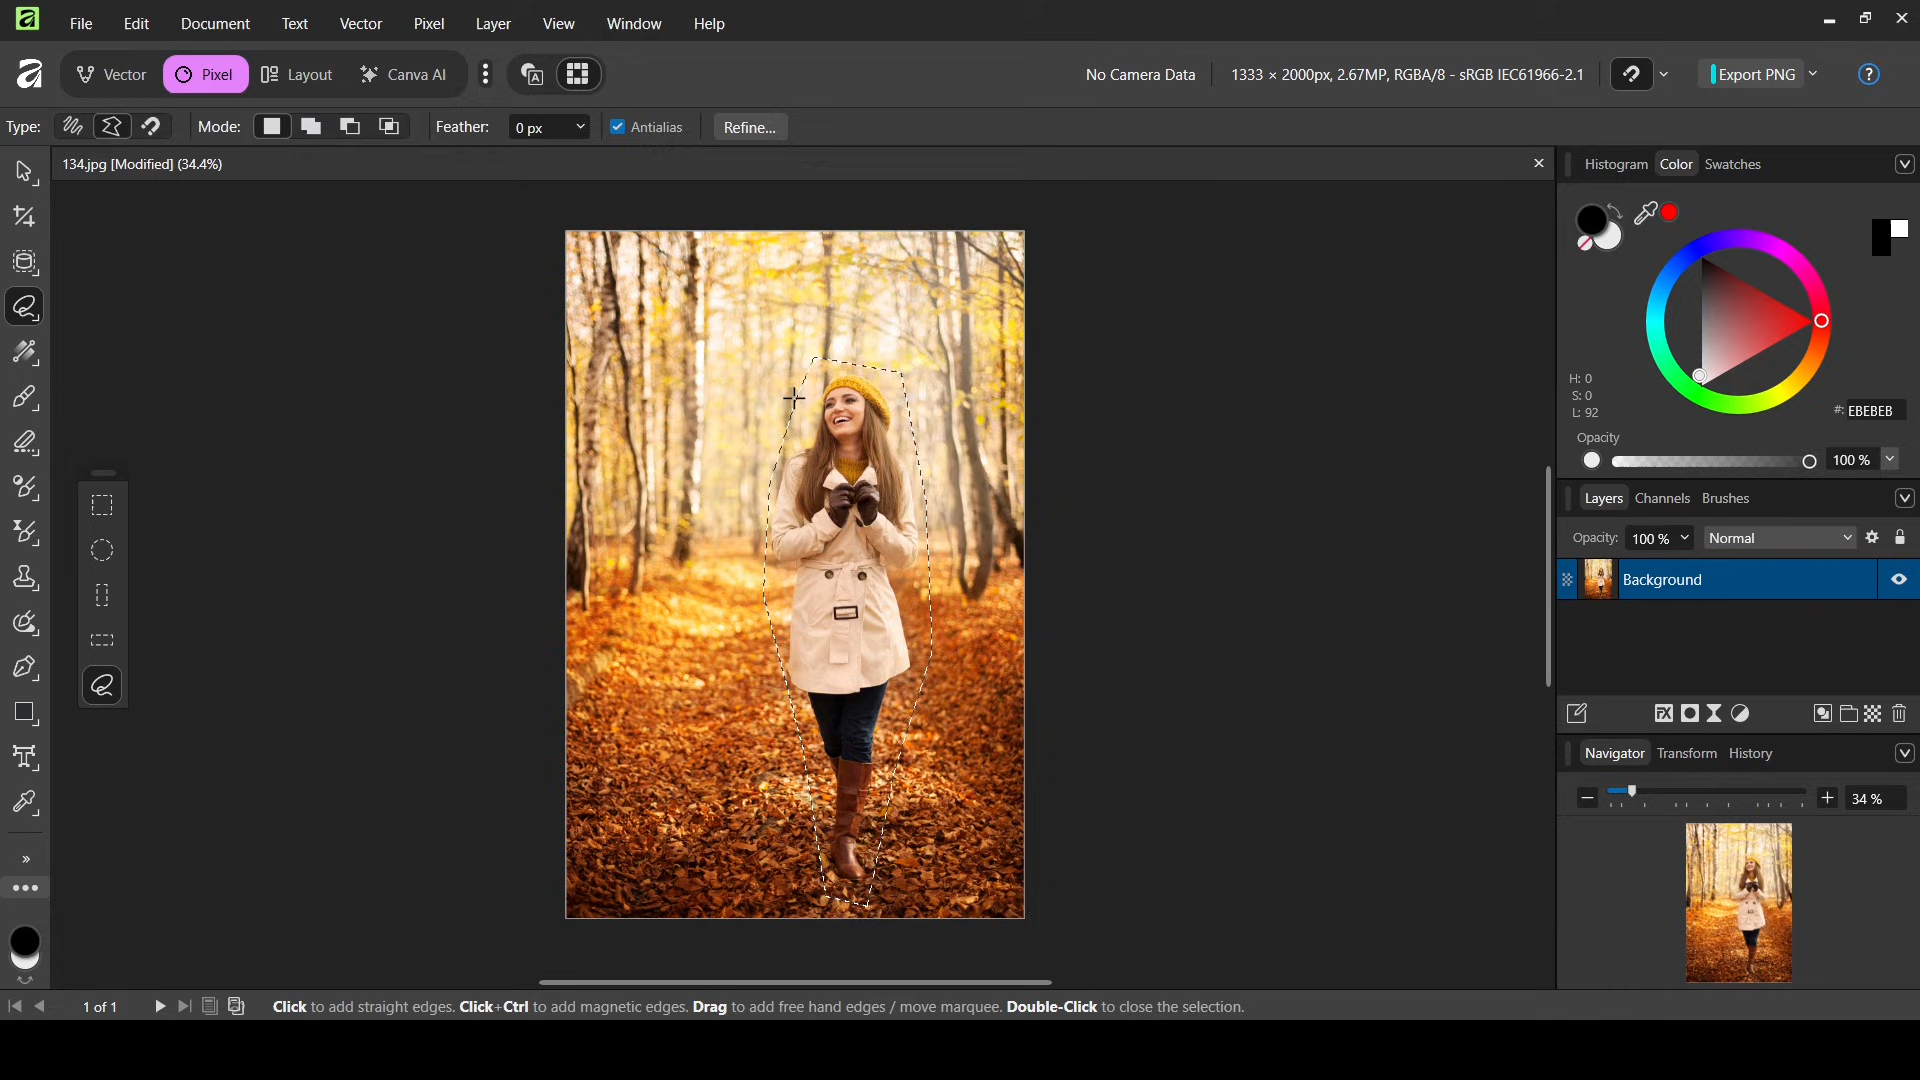 File Edit Document Text Vector Pixel Layer View Window Help
Vector Pixel Layout Canva AI No Camera Data 1333 × 2000px, 2.67MP, RGBA/8 - sRGB IEC61966-2.1 Export PNG ?
Type: Mode: Feather: 0 px Antialias Refine...
134.jpg [Modified] (34.4%)
Histogram Color Swatches
H: 0
S: 0
L: 92
#: EBEBEB
Opacity
100 %
Layers Channels Brushes
Opacity: 100 % Normal
Background
FX
Navigator Transform History
34 %
1 of 1 Click to add straight edges. Click+Ctrl to add magnetic edges. Drag to add free hand edges / move marquee. Double-Click to close the selection.